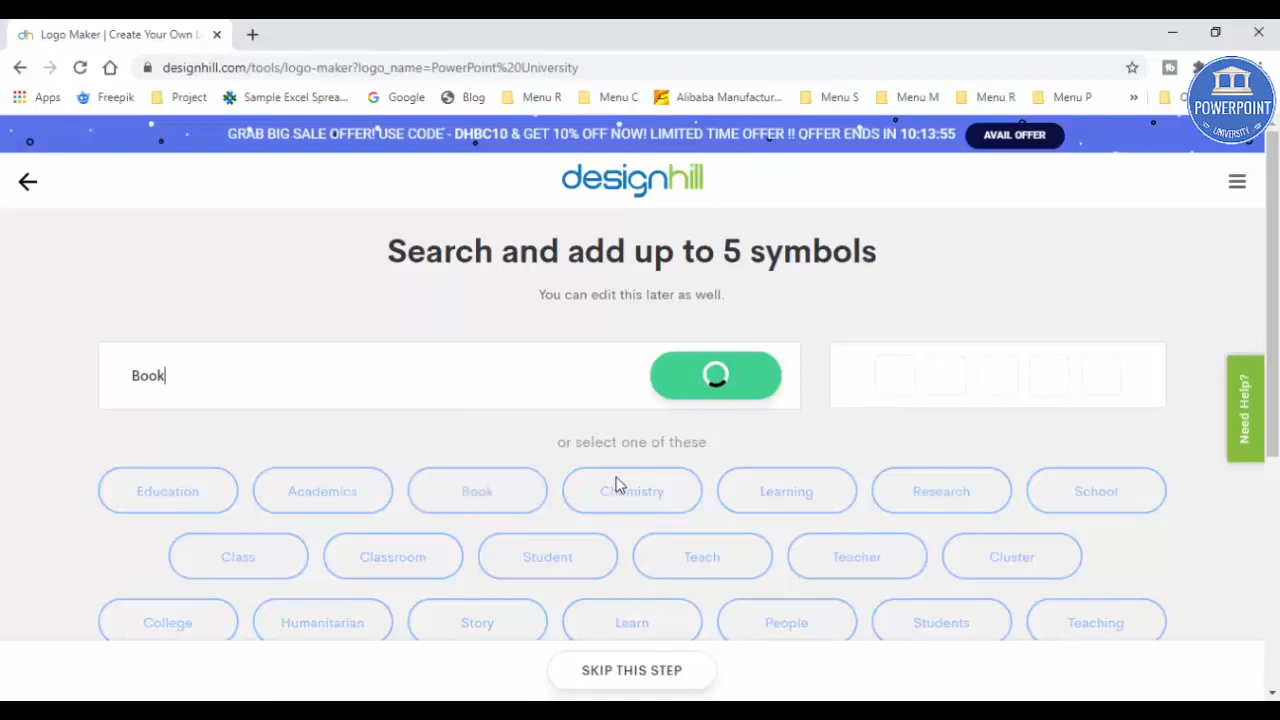 dh Logo Maker | Create Your Own L
designhill.com/tools/logo-maker?logo_name=PowerPoint%20University
Apps Freepik Project Sample Excel Sprea... Google Blog Menu R Menu C Alibaba Manufactur... Menu S Menu M Menu R Menu P »
POWERPOINT
UNIVERSITY
GRAB BIG SALE OFFER! USE CODE - DHBC10 & GET 10% OFF NOW! LIMITED TIME OFFER !! OFFER ENDS IN 10:13:55 AVAIL OFFER
designhill
Search and add up to 5 symbols
You can edit this later as well.
Book
Need Help?
or select one of these
Education Academics Book Chemistry Learning Research School
Class Classroom Student Teach Teacher Cluster
College Humanitarian Story Learn People Students Teaching
SKIP THIS STEP